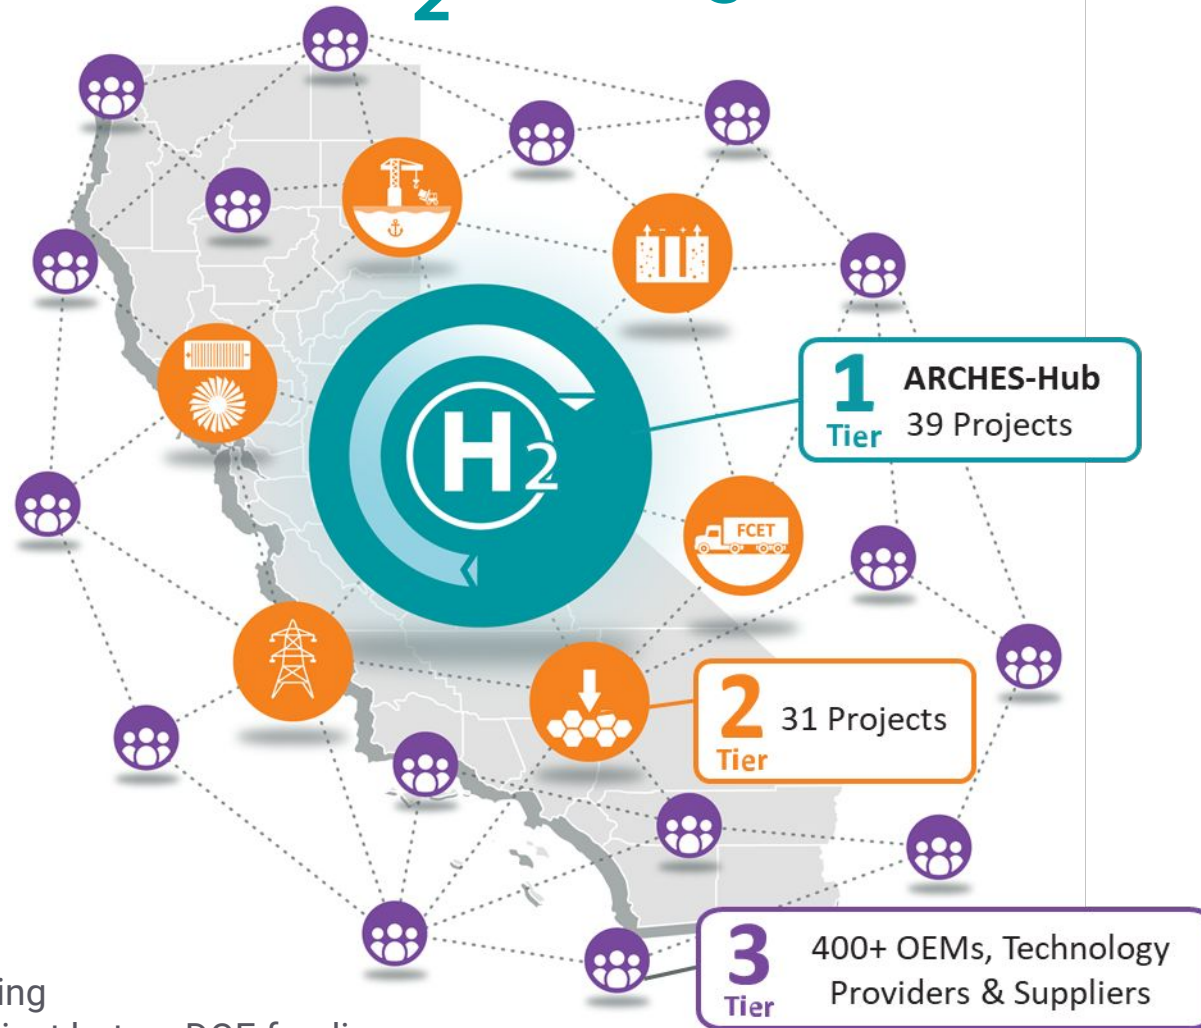 2
H2
1
Tier
ARCHES-Hub
39 Projects
FCET
2
Tier
31 Projects
3
Tier
400+ OEMs, Technology
Providers & Suppliers